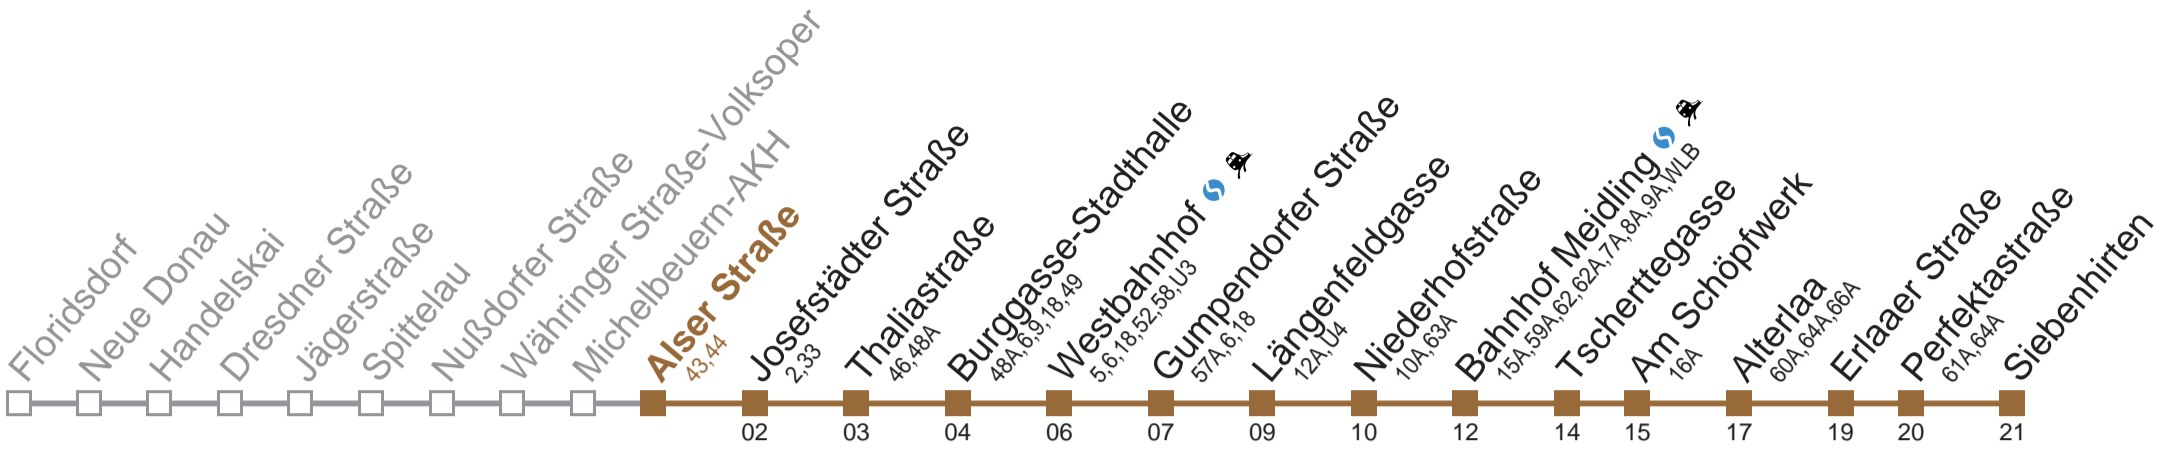 Floridsdorf
Neue Donau
Handelskai
Dresdner Straße
Jägerstraße
Spittelau
Nußdorfer Straße
Währinger Straße-Volksoper
Michelbeuern-AKH
Alser Straße
43,44
Josefstädter Straße
2,33
Thaliastraße
46,48A
Burggasse-Stadthalle
48A,6,9,18,49
Westbahnhof
5,6,18,52,58,U3
Gumpendorfer Straße
57A,6,18
Längenfeldgasse
12A,U4
Niederhofstraße
10A,63A
Bahnhof Meidling
15A,59A,62,62A,7A,8A,9A,WLB
Tscherttegasse
Am Schöpfwerk
16A
Alterlaa
60A,64A,66A
Erlaaer Straße
Perfektastraße
61A,64A
Siebenhirten
02 03 04 06 07 09 10 12 14 15 17 19 20 21